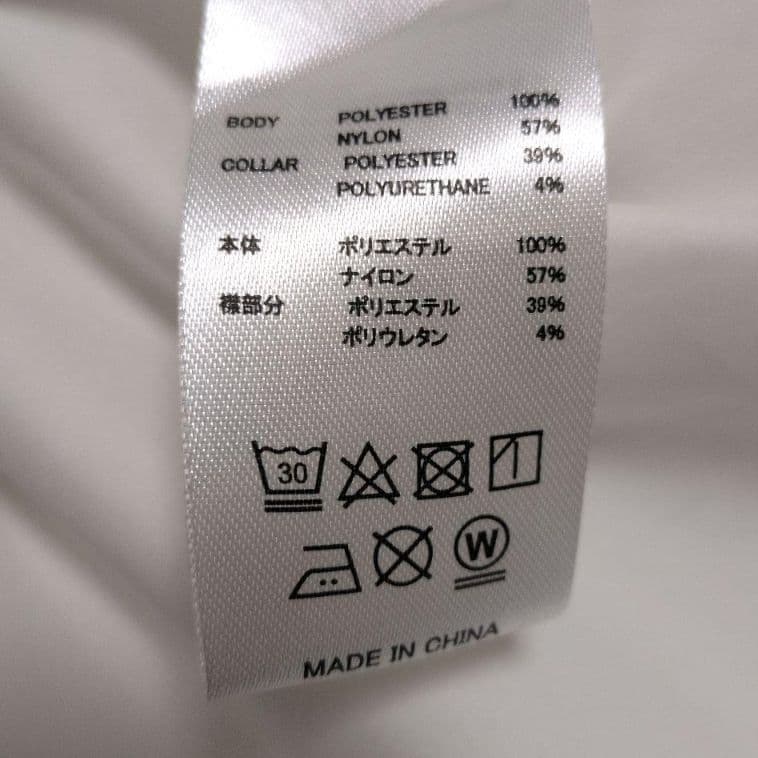 BODY POLYESTER 100%
NYLON 57%
COLLAR POLYESTER 39%
POLYURETHANE 4%
本体 ポリエステル 100%
ナイロン 57%
襟部分 ポリエステル 39%
ポリウレタン 4%
30
W
MADE IN CHINA